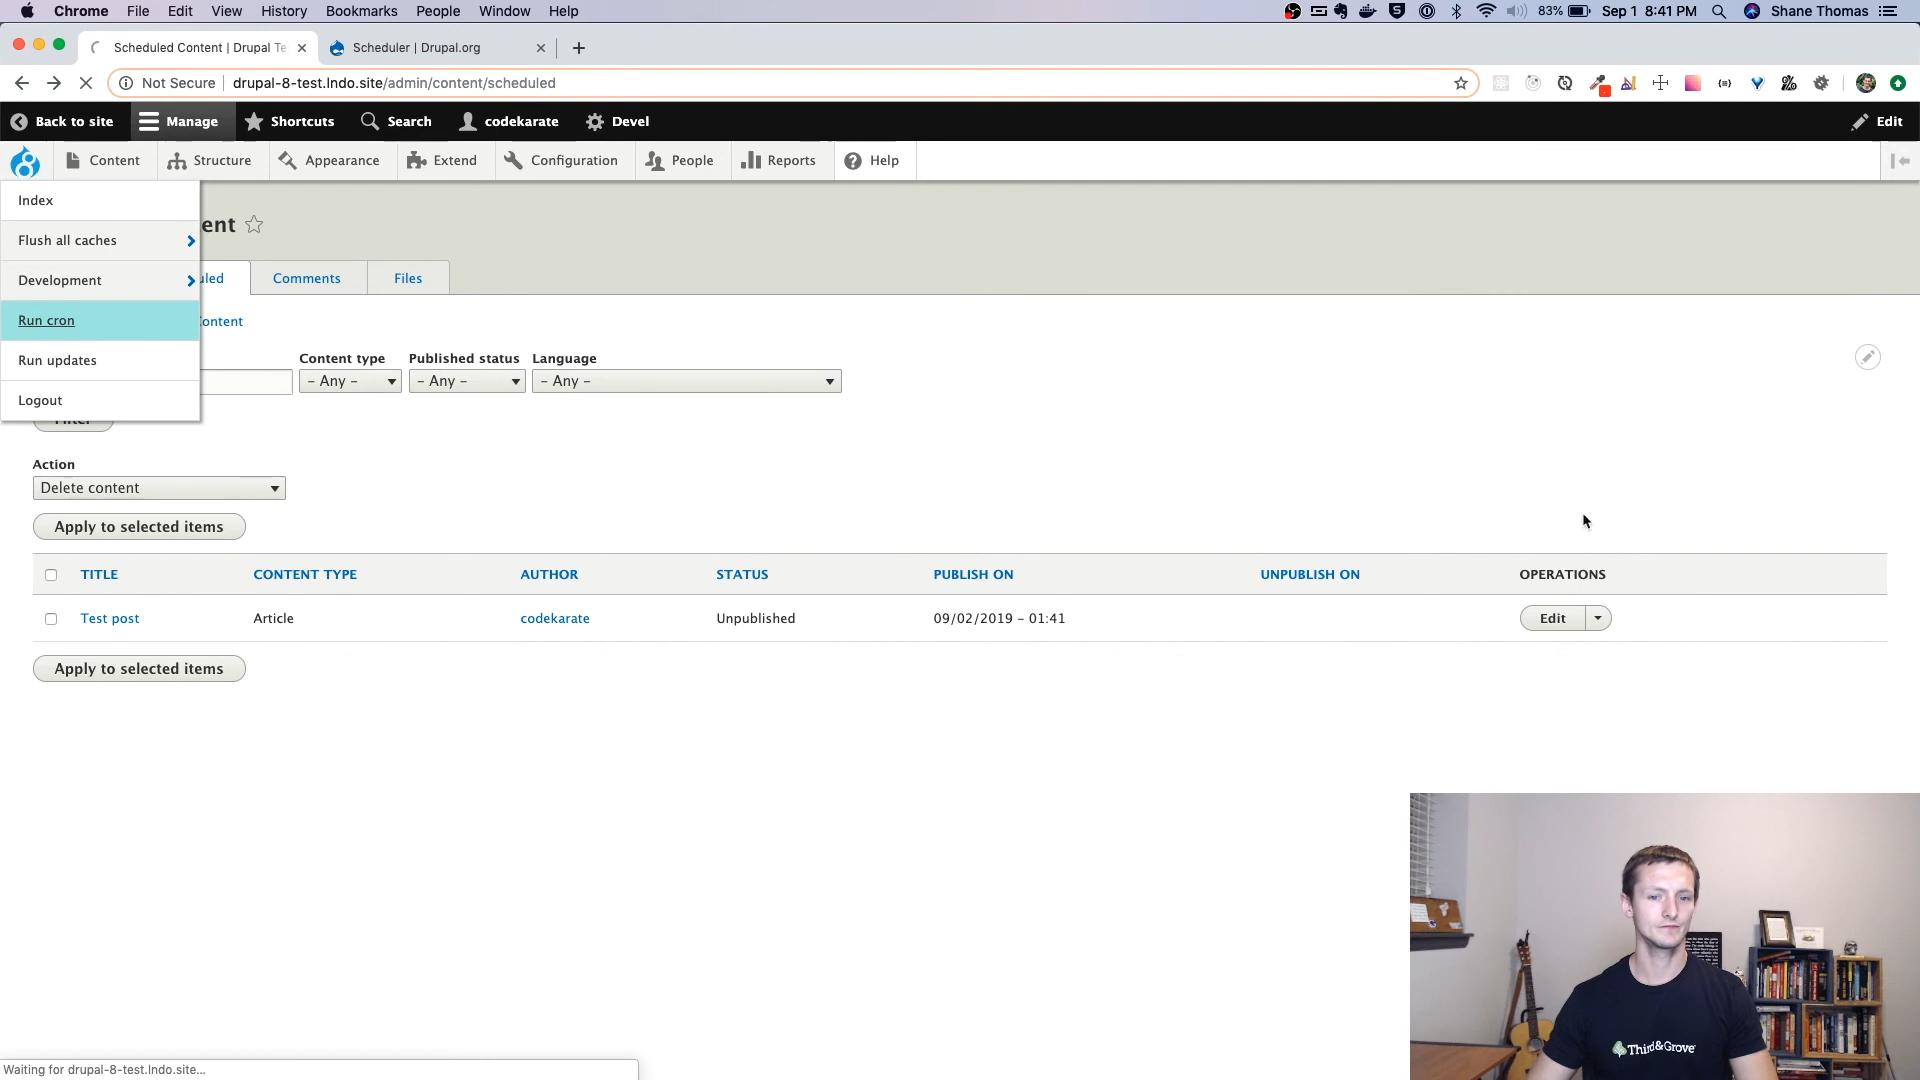 Chrome File Edit View History Bookmarks People Window Help 83% Sep 1 8:41 PM Shane Thomas
Scheduled Content | Drupal Te Scheduler | Drupal.org
Not Secure drupal-8-test.lndo.site/admin/content/scheduled
Back to site Manage Shortcuts Search codekarate Devel Edit
Content Structure Appearance Extend Configuration People Reports Help
Index
ent
Flush all caches
Development
uled Comments Files
Run cron
Content
Content type Published status Language
Run updates
- Any - - Any - - Any -
Logout
Filter
Action
Delete content
Apply to selected items
TITLE CONTENT TYPE AUTHOR STATUS PUBLISH ON UNPUBLISH ON OPERATIONS
Test post Article codekarate Unpublished 09/02/2019 - 01:41 Edit
Apply to selected items
Third&Grove
Waiting for drupal-8-test.lndo.site...